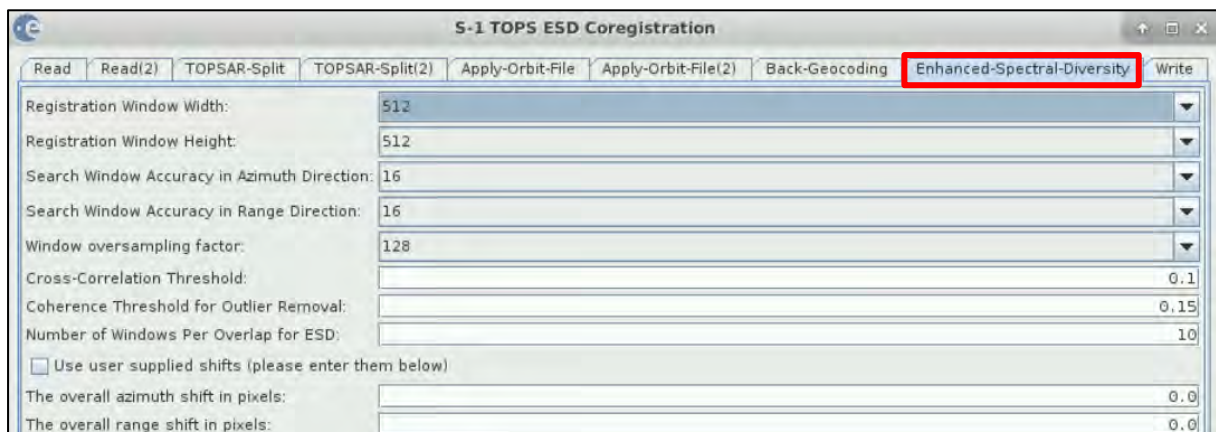 S-1 TOPS ESD Coregistration
Read Read(2) TOPSAR-Split TOPSAR-Split(2) Apply-Orbit-File Apply-Orbit-File(2) Back-Geocoding Enhanced-Spectral-Diversity Write
Registration Window Width: 512
Registration Window Height: 512
Search Window Accuracy in Azimuth Direction: 16
Search Window Accuracy in Range Direction: 16
Window oversampling factor: 128
Cross-Correlation Threshold: 0.1
Coherence Threshold for Outlier Removal: 0.15
Number of Windows Per Overlap for ESD: 10
Use user supplied shifts (please enter them below)
The overall azimuth shift in pixels: 0.0
The overall range shift in pixels: 0.0